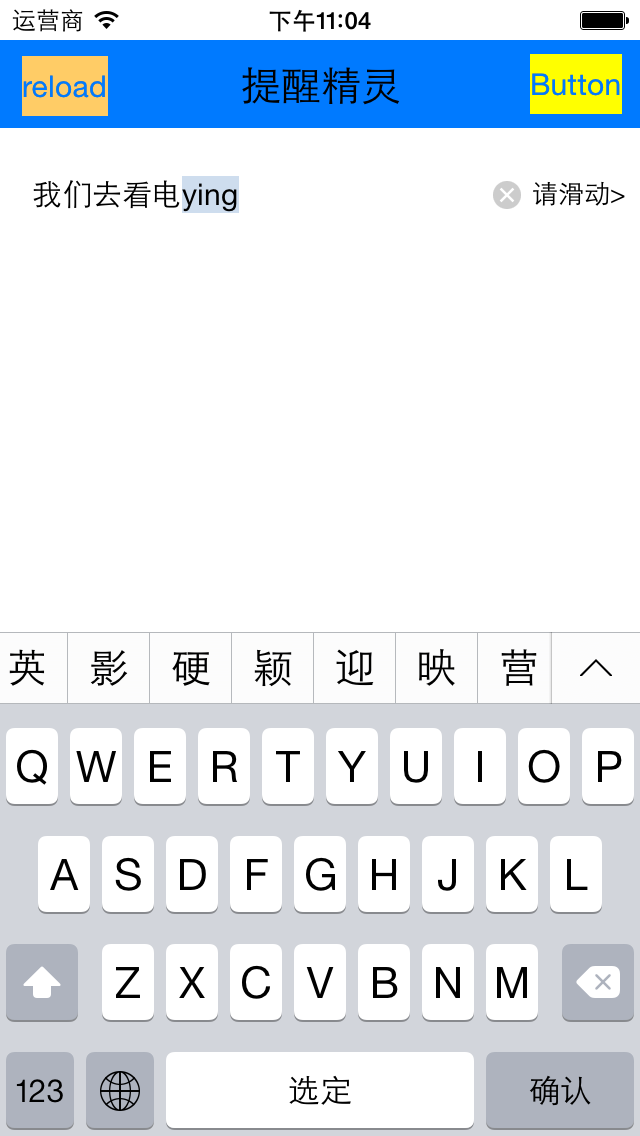 运营商 下午11:04
reload 提醒精灵 Button
我们去看电ying 请滑动>
英 影 硬 颖 迎 映 营
Q W E R T Y U I O P
A S D F G H J K L
Z X C V B N M
123 选定 确认